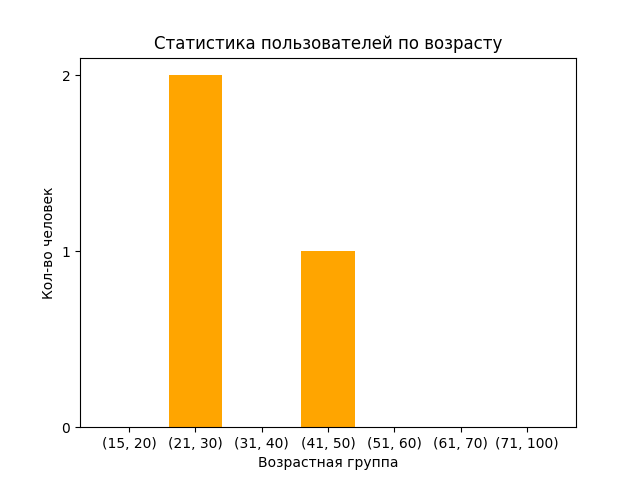 Статистика пользователей по возрасту
Кол-во человек
2
1
0
(15, 20) (21, 30) (31, 40) (41, 50) (51, 60) (61, 70) (71, 100)
Возрастная группа